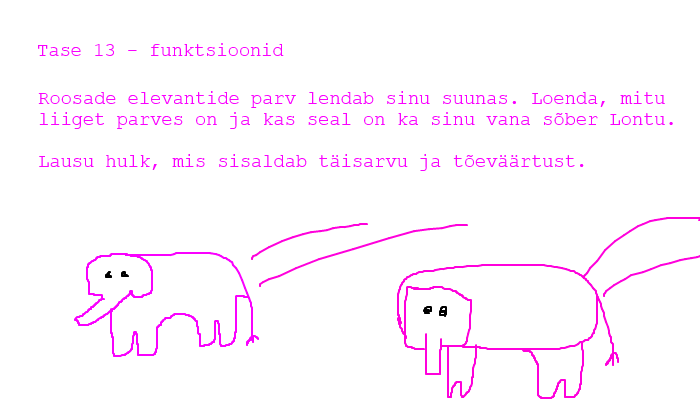 Tase 13 - funktsioonid
Roosade elevantide parv lendab sinu suunas. Loenda, mitu
liiget parves on ja kas seal on ka sinu vana sõber Lontu.
Lausu hulk, mis sisaldab täisarvu ja tõeväärtust.